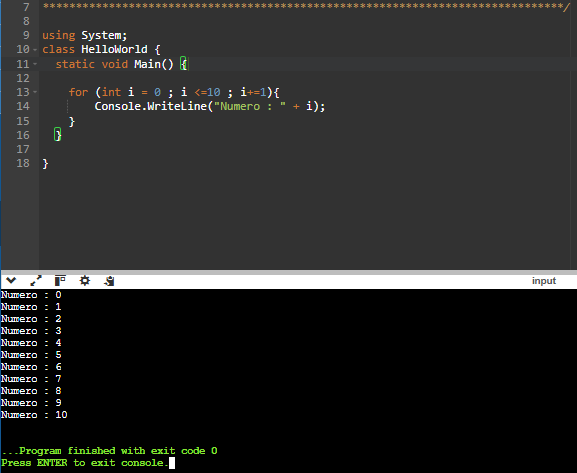 7 ******************************************************************************/
8
9 using System;
10 class HelloWorld {
11 static void Main() {
12
13 for (int i = 0 ; i <=10 ; i+=1){
14 Console.WriteLine("Numero : " + i);
15 }
16 }
17
18 }
input
Numero : 0
Numero : 1
Numero : 2
Numero : 3
Numero : 4
Numero : 5
Numero : 6
Numero : 7
Numero : 8
Numero : 9
Numero : 10
...Program finished with exit code 0
Press ENTER to exit console.